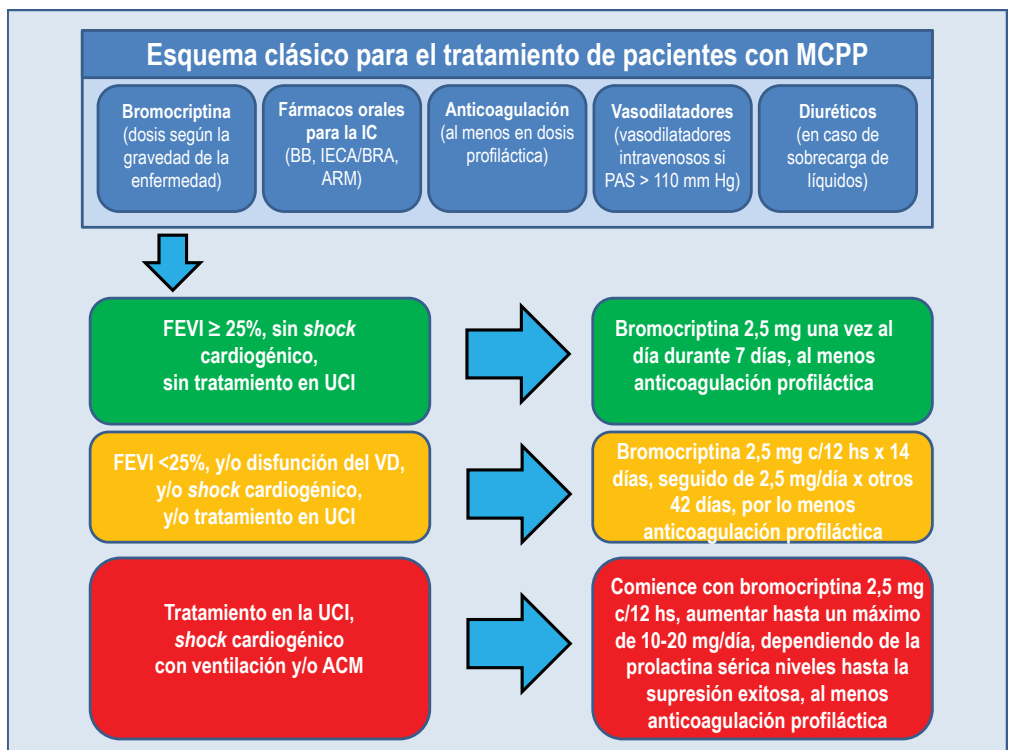 Esquema clásico para el tratamiento de pacientes con MCPP
Bromocriptina
(dosis según la
gravedad de la
enfermedad)
Fármacos orales
para la IC
(BB, IECA/BRA,
ARM)
Anticoagulación
(al menos en dosis
profiláctica)
Vasodilatadores
(vasodilatadores
intravenosos si
PAS > 110 mm Hg)
Diuréticos
(en caso de
sobrecarga de
líquidos)
FEVI ≥ 25%, sin shock
cardiogénico,
sin tratamiento en UCI
Bromocriptina 2,5 mg una vez al
día durante 7 días, al menos
anticoagulación profiláctica
FEVI <25%, y/o disfunción del VD,
y/o shock cardiogénico,
y/o tratamiento en UCI
Bromocriptina 2,5 mg c/12 hs x 14
días, seguido de 2,5 mg/día x otros
42 días, por lo menos
anticoagulación profiláctica
Tratamiento en la UCI,
shock cardiogénico
con ventilación y/o ACM
Comience con bromocriptina 2,5 mg
c/12 hs, aumentar hasta un máximo
de 10-20 mg/día, dependiendo de la
prolactina sérica niveles hasta la
supresión exitosa, al menos
anticoagulación profiláctica